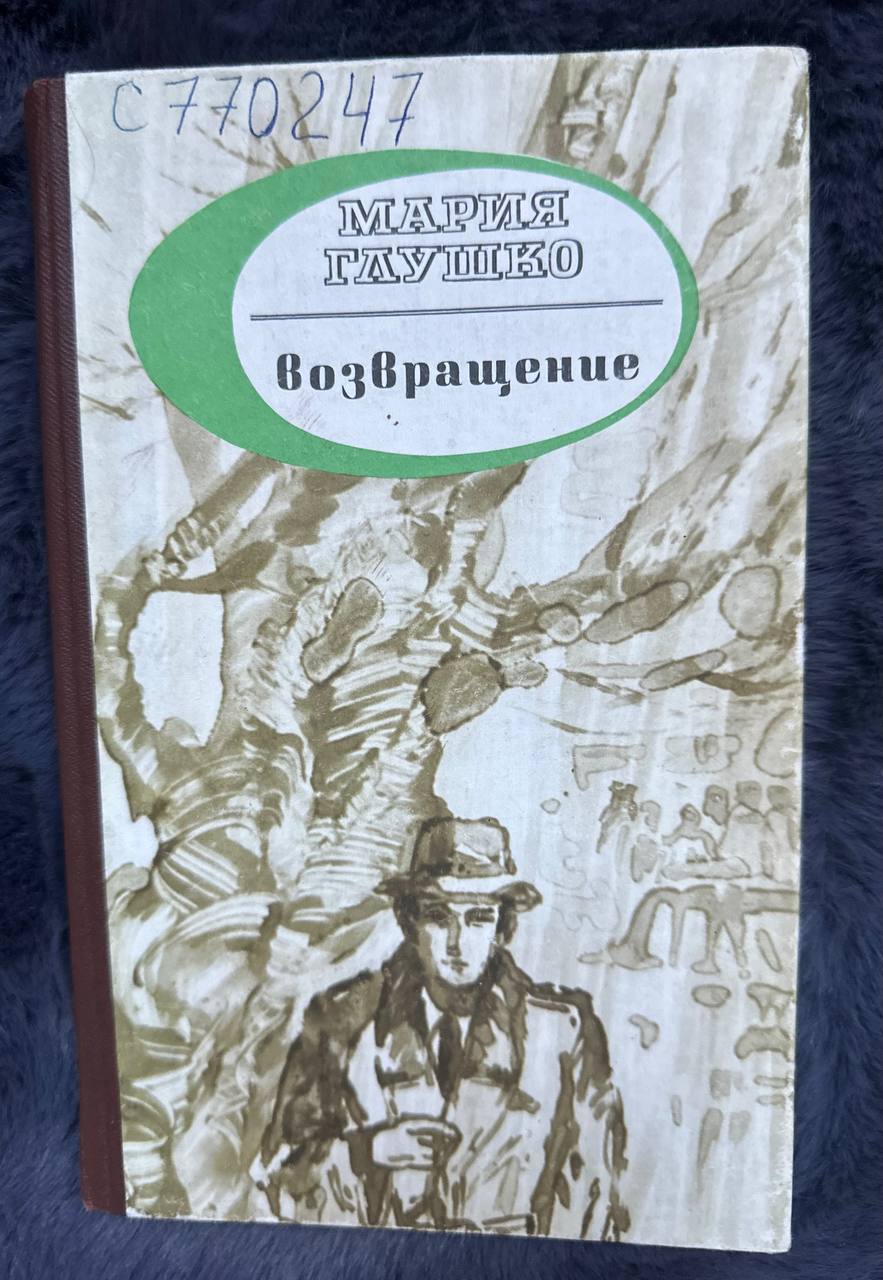 С770247
МАРИЯ
ГЛУШКО
возвращение